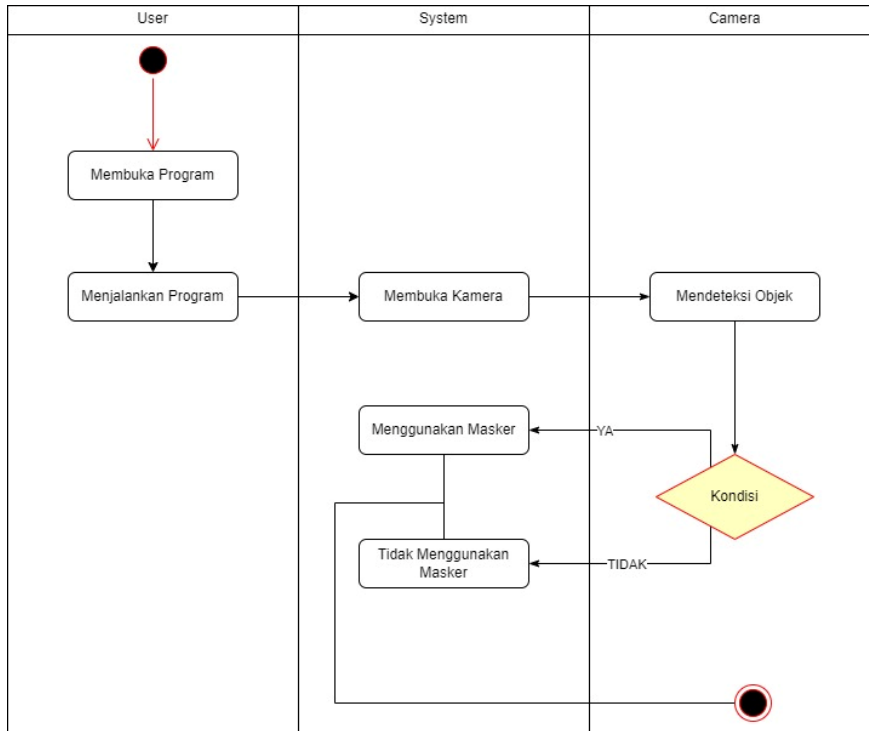 User
System
Camera
Membuka Program
Menjalankan Program
Membuka Kamera
Mendeteksi Objek
Menggunakan Masker
YA
Kondisi
Tidak Menggunakan
Masker
TIDAK